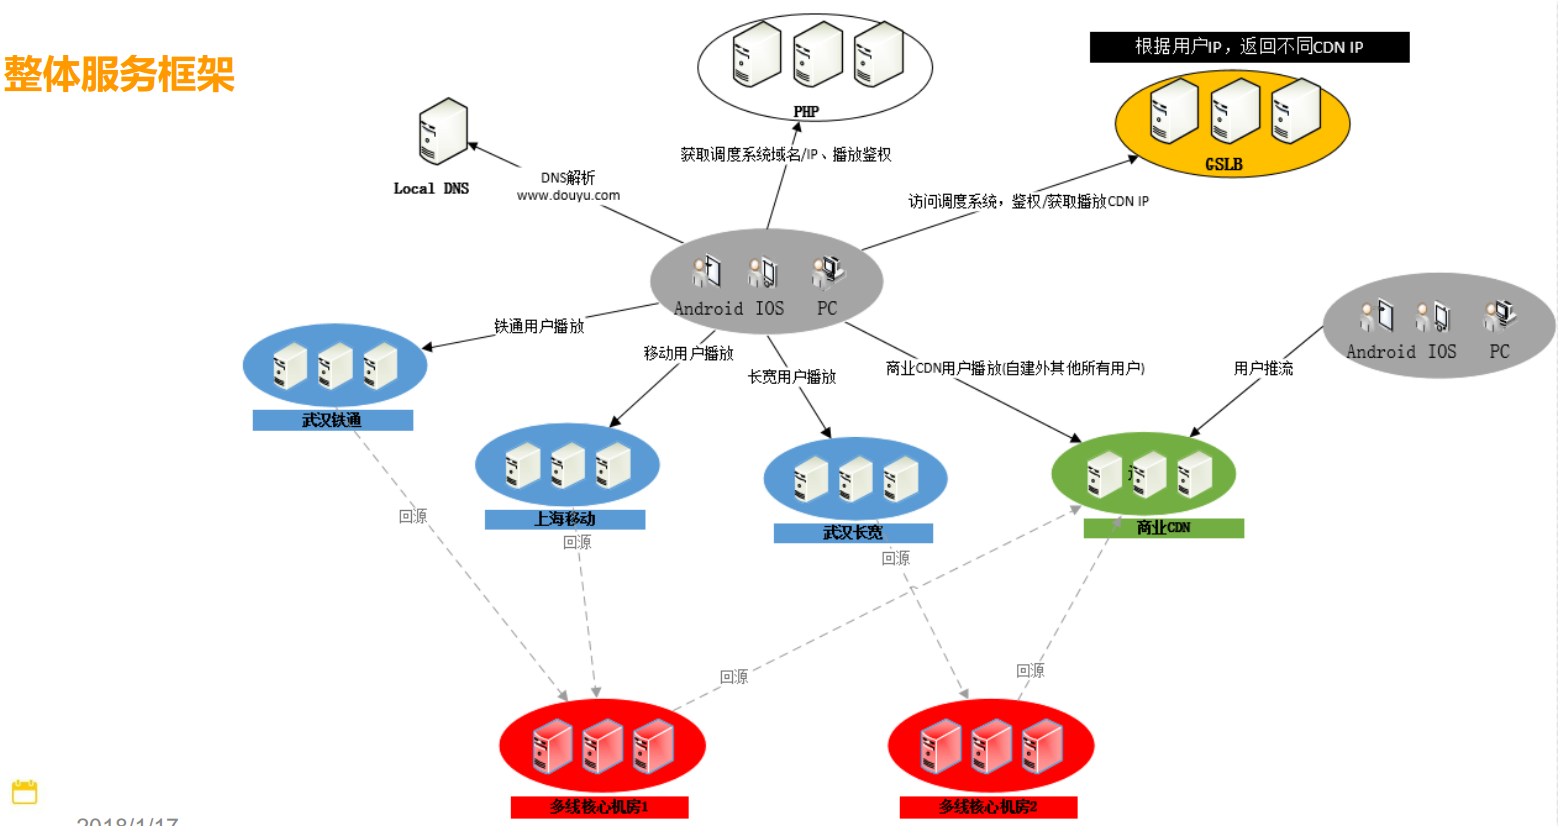 整体服务框架
根据用户IP，返回不同CDN IP
PHP
GSLB
Local DNS
获取调度系统域名/IP、播放鉴权
DNS解析
www.douyu.com
访问调度系统，鉴权/获取播放CDN IP
Android IOS PC
Android IOS PC
铁通用户播放
移动用户播放
长宽用户播放
商业CDN用户播放(自建外其他所有用户)
用户推流
武汉铁通
上海移动
武汉长宽
商业CDN
回源
回源
回源
回源
回源
多线核心机房1
多线核心机房2
2018/1/17